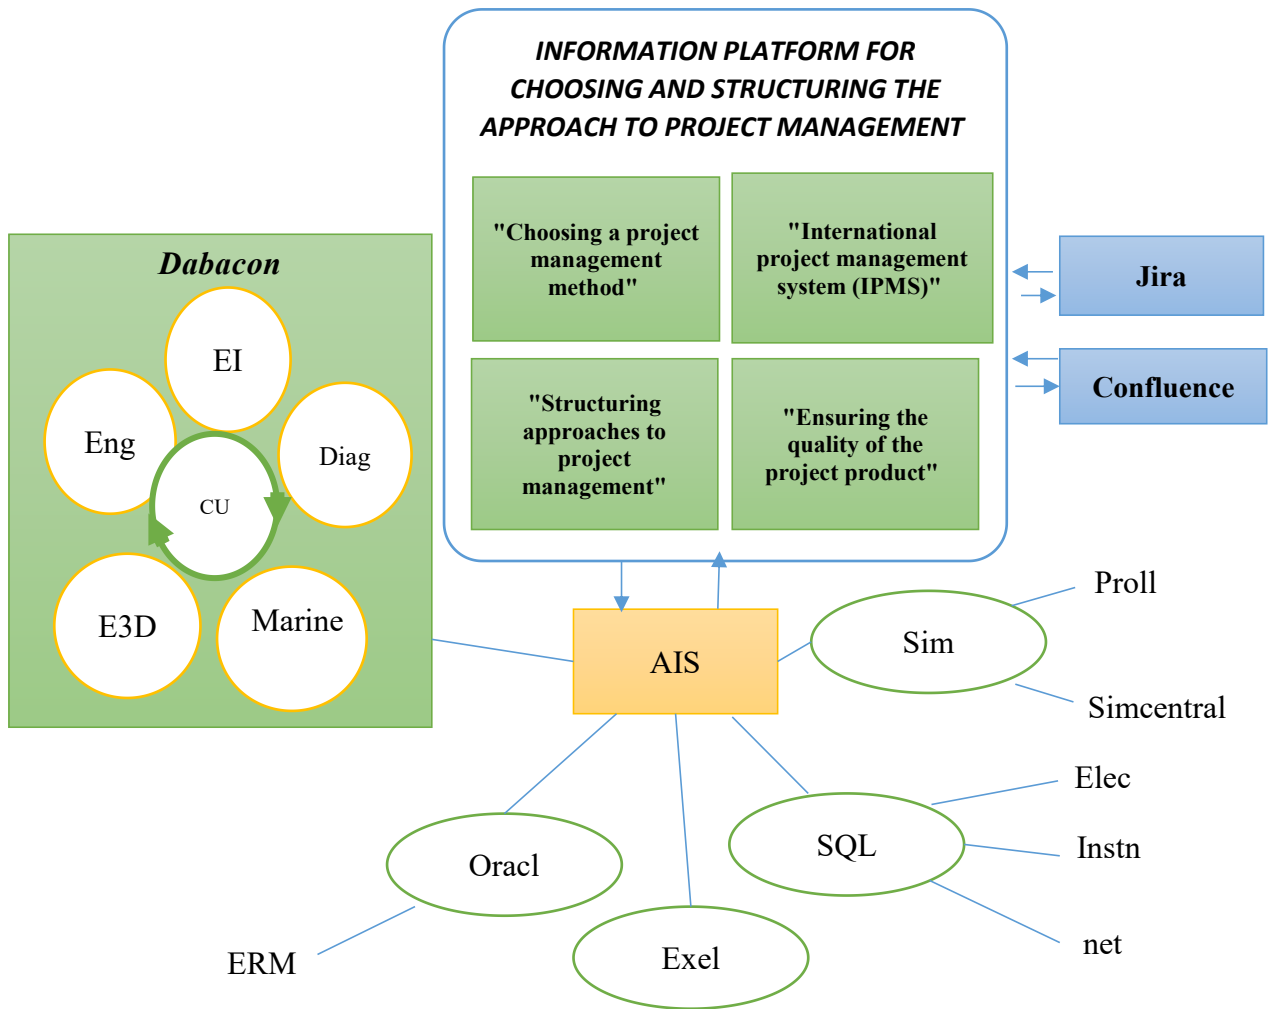 INFORMATION PLATFORM FOR
CHOOSING AND STRUCTURING THE
APPROACH TO PROJECT MANAGEMENT
"Choosing a project
management
method"
"International
project management
system (IPMS)"
"Structuring
approaches to
project
management"
"Ensuring the
quality of the
project product"
Jira
Confluence
Dabacon
EI
Eng
Diag
CU
E3D
Marine
AIS
Sim
Proll
Simcentral
Elec
SQL
Instn
net
Oracl
ERM
Exel